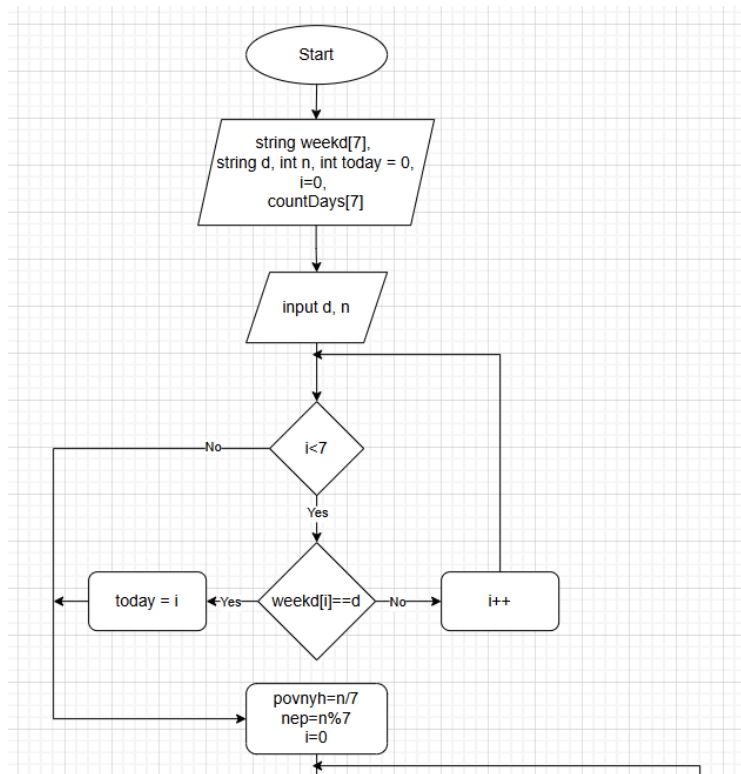 Start
string weekd[7],
string d, int n, int today = 0,
i=0,
countDays[7]
input d, n
i<7
No
Yes
today = i
Yes
weekd[i]==d
No
i++
povnyh=n/7
nep=n%7
i=0